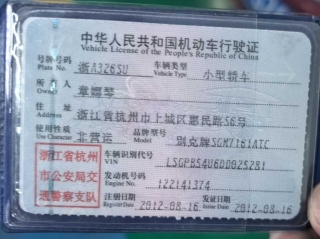 中华人民共和国机动车行驶证
Vehicle License of the People's Republic of China
号牌号码 浙A3Z65U 车辆类型 小型轿车
Plate No. Vehicle Type
所有人 章娟琴
Owner
住址 浙江省杭州市上城区惠民路56号
Address
使用性质 非营运 品牌型号 别克牌SGM7161ATC
Use Character Model
浙江省杭州市公安局交通警察支队
车辆识别代号 LSGPB54U6DD025281
VIN
发动机号码 122141374
Engine No.
注册日期 2012-08-16 发证日期 2012-08-16
Register Date Issue Date